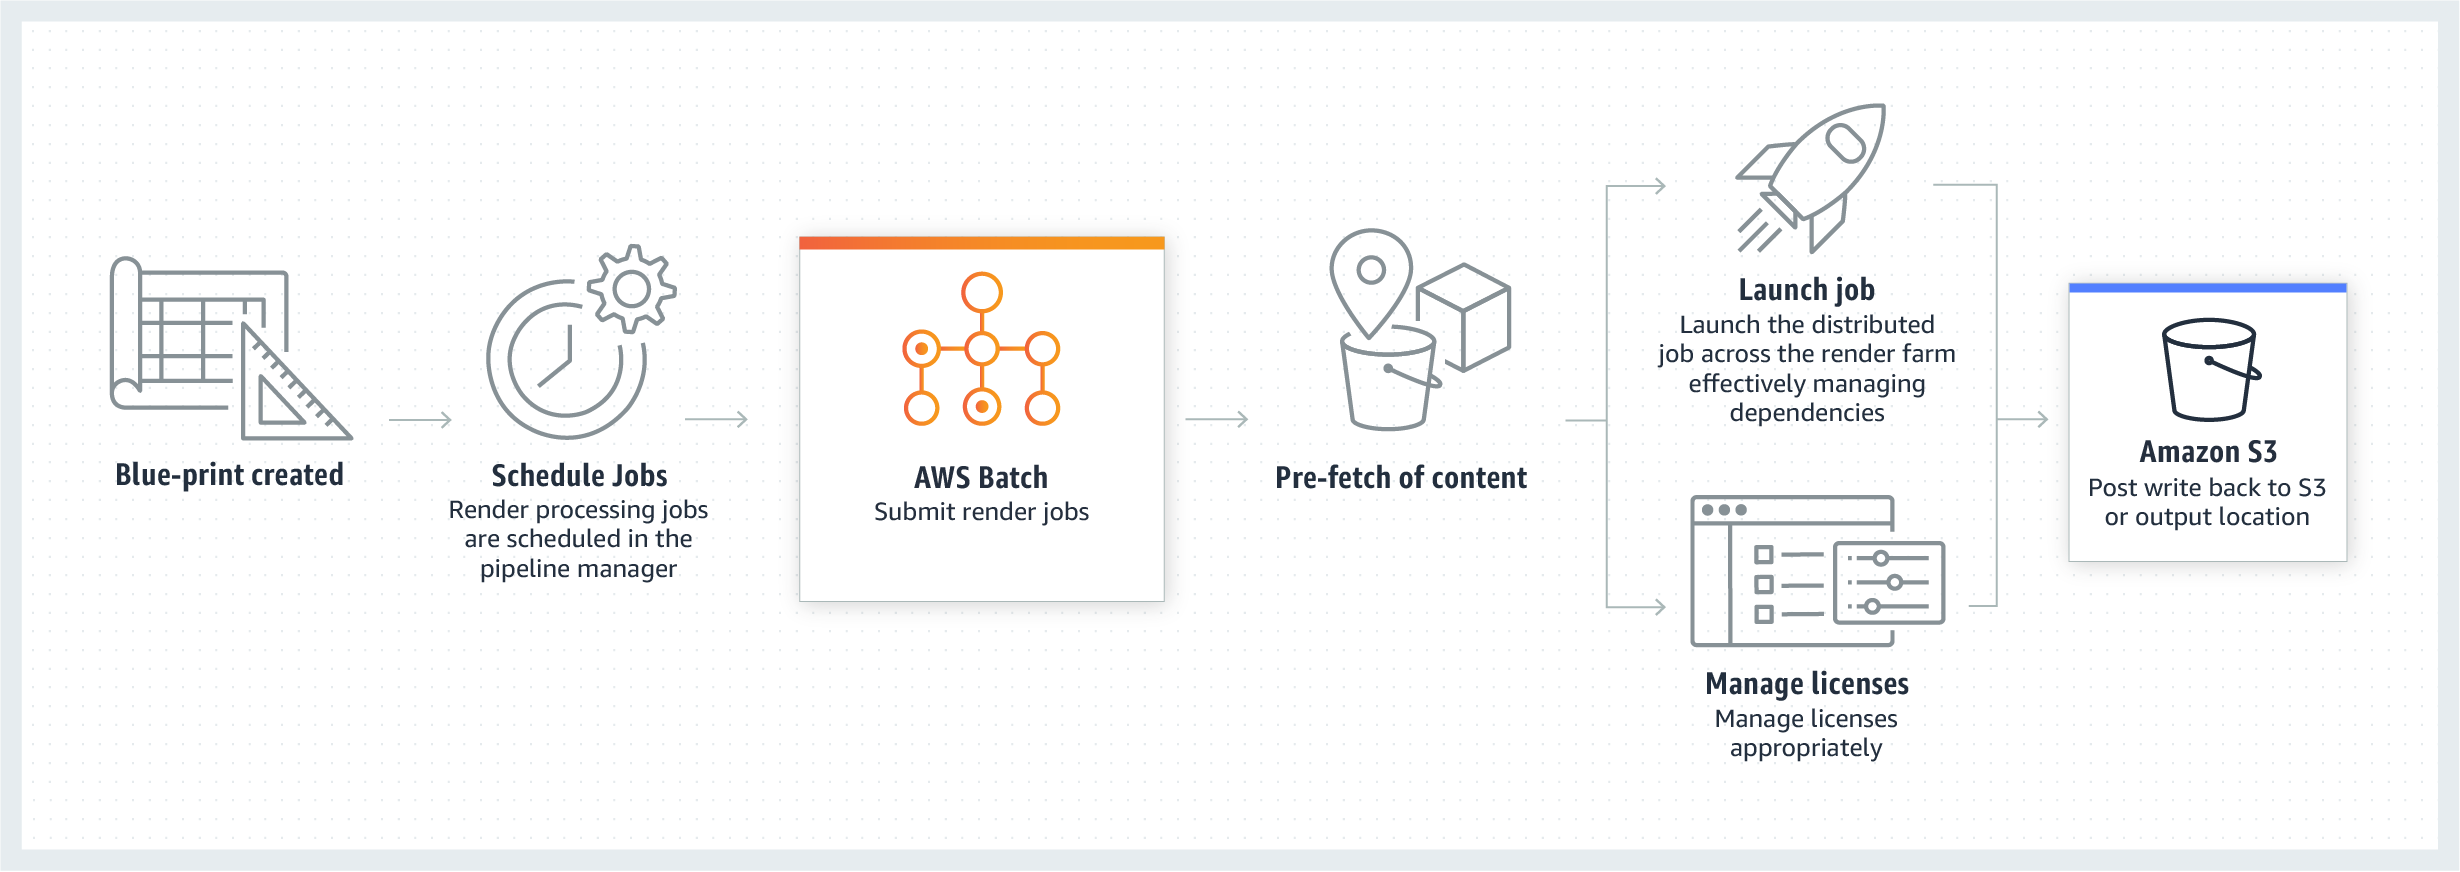 Blue-print created
Schedule Jobs
Render processing jobs
are scheduled in the
pipeline manager
AWS Batch
Submit render jobs
Pre-fetch of content
Launch job
Launch the distributed
job across the render farm
effectively managing
dependencies
Manage licenses
Manage licenses
appropriately
Amazon S3
Post write back to S3
or output location